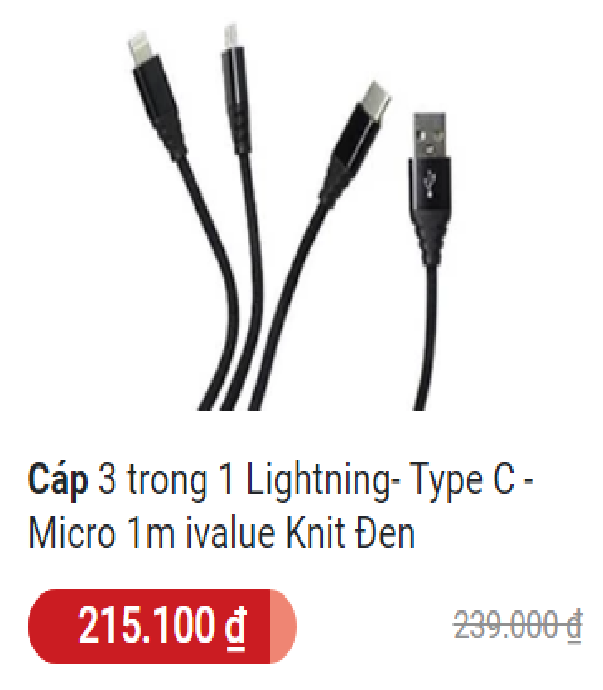 Cáp 3 trong 1 Lightning- Type C -
Micro 1m ivalue Knit Đen
215.100 ₫
239.000 ₫